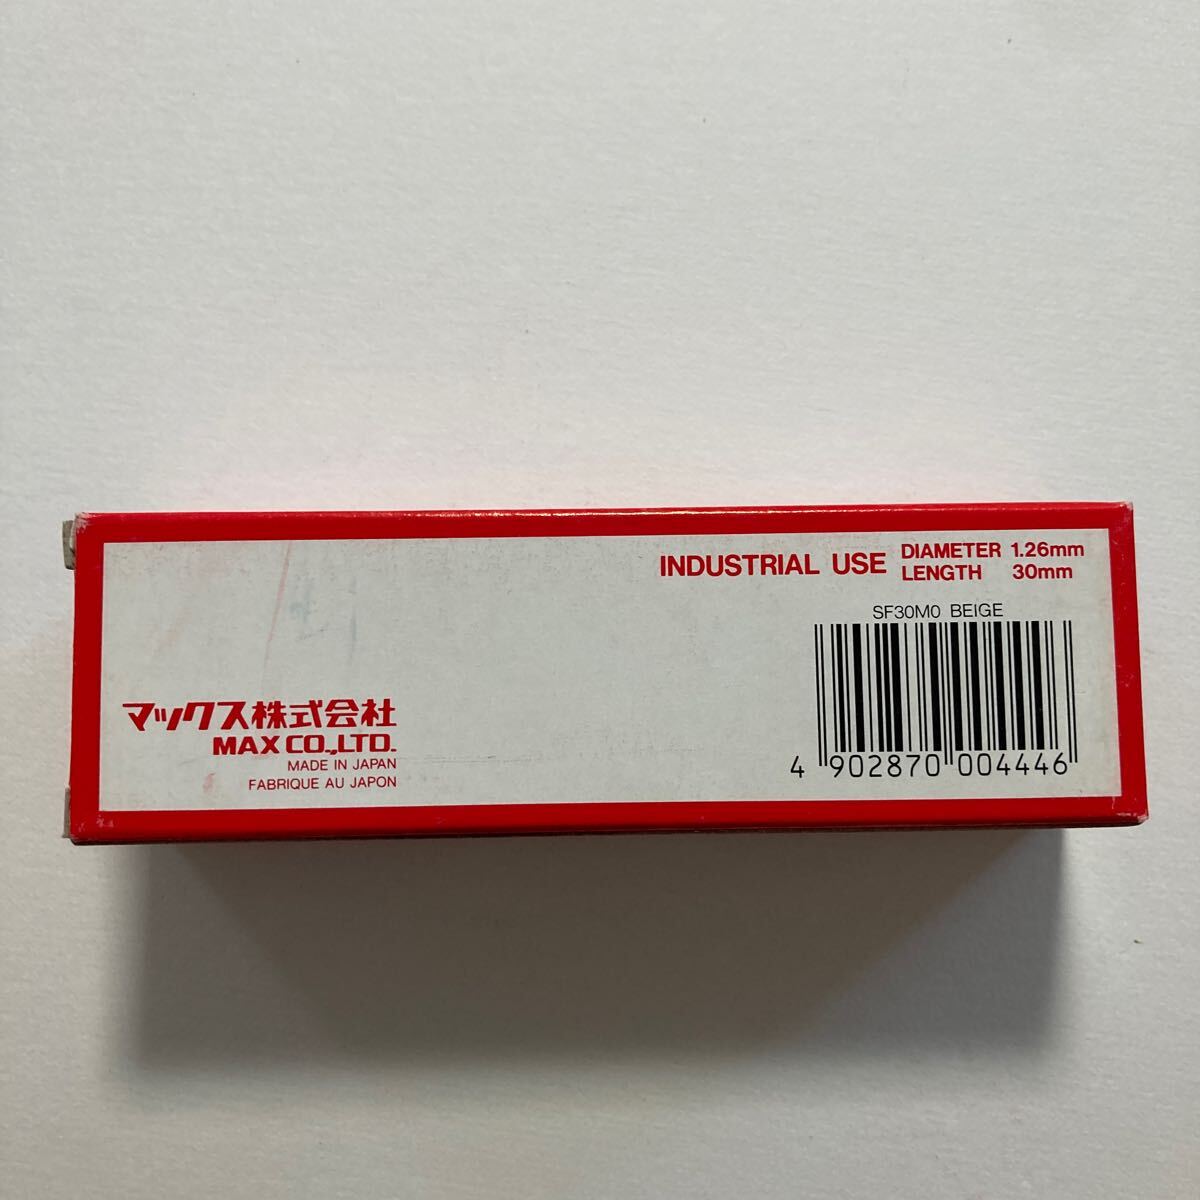 INDUSTRIAL USE
DIAMETER 1.26mm
LENGTH 30mm
SF30M0 BEIGE
4 902870 004446
マックス株式会社
MAX CO.,LTD.
MADE IN JAPAN
FABRIQUE AU JAPON